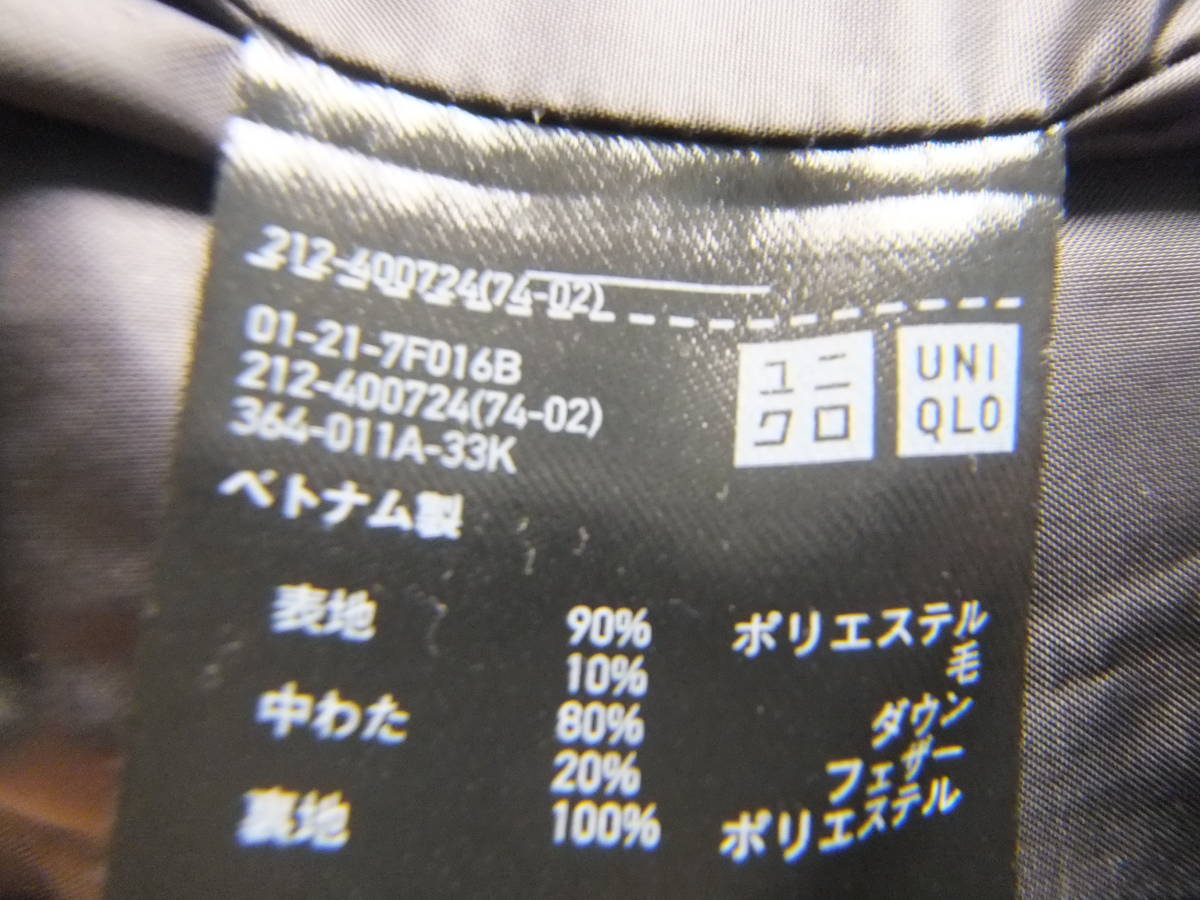 212-400724(74-02)
01-21-7F016B
212-400724(74-02)
364-011A-33K
ベトナム製
ユニ
クロ
UNI
QLO
表地 90% ポリエステル
10% 毛
中わた 80% ダウン
20% フェザー
裏地 100% ポリエステル